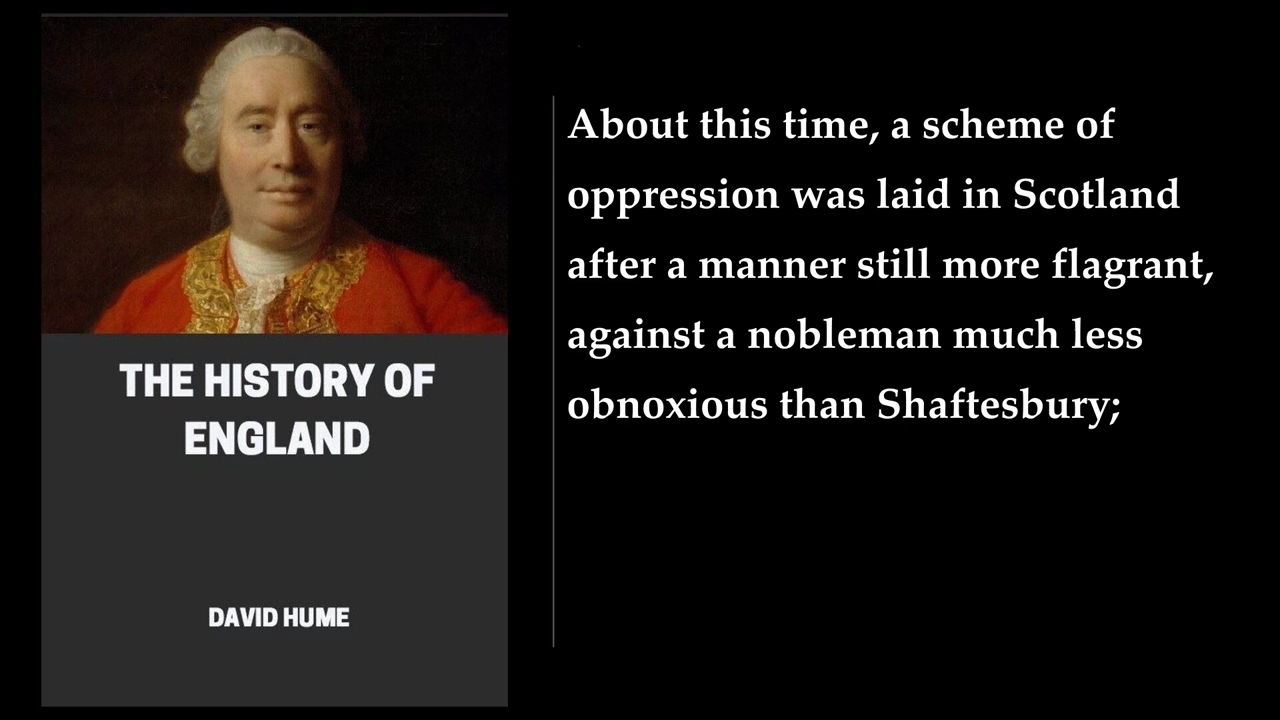 THE HISTORY OF
ENGLAND
DAVID HUME
About this time, a scheme of
oppression was laid in Scotland
after a manner still more flagrant,
against a nobleman much less
obnoxious than Shaftesbury;